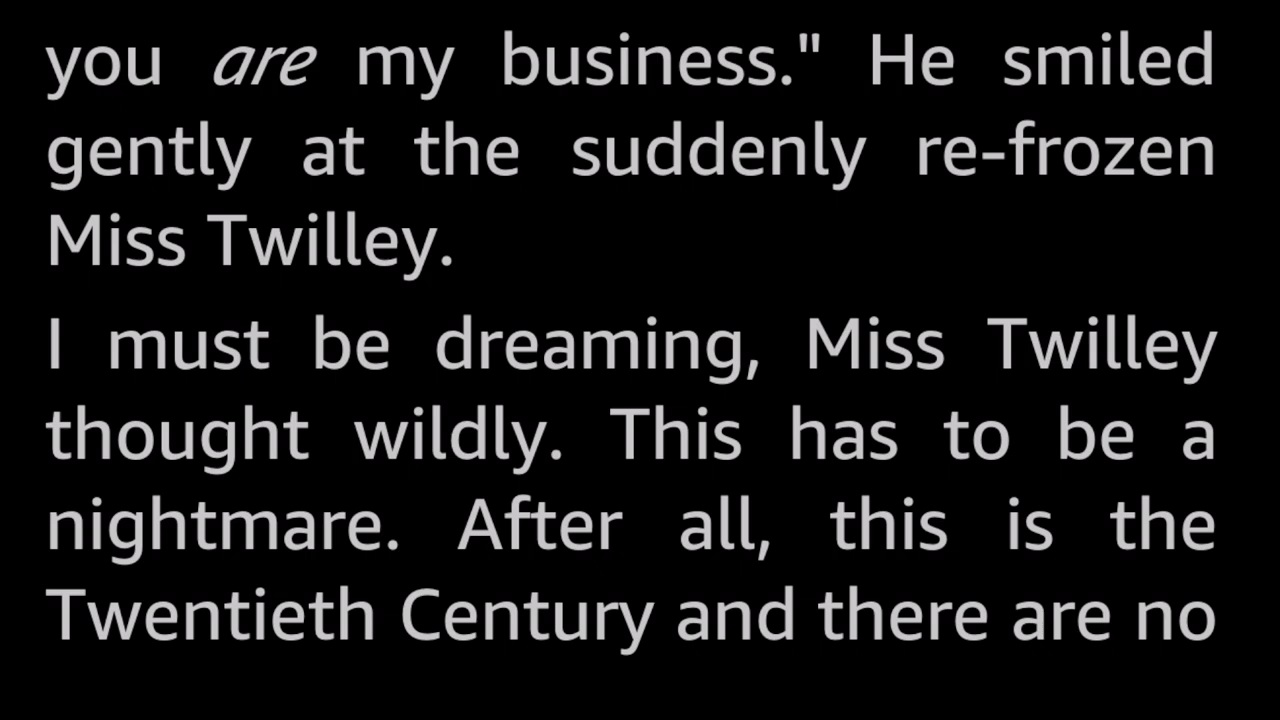 you are my business." He smiled
gently at the suddenly re-frozen
Miss Twilley.
I must be dreaming, Miss Twilley
thought wildly. This has to be a
nightmare. After all, this is the
Twentieth Century and there are no